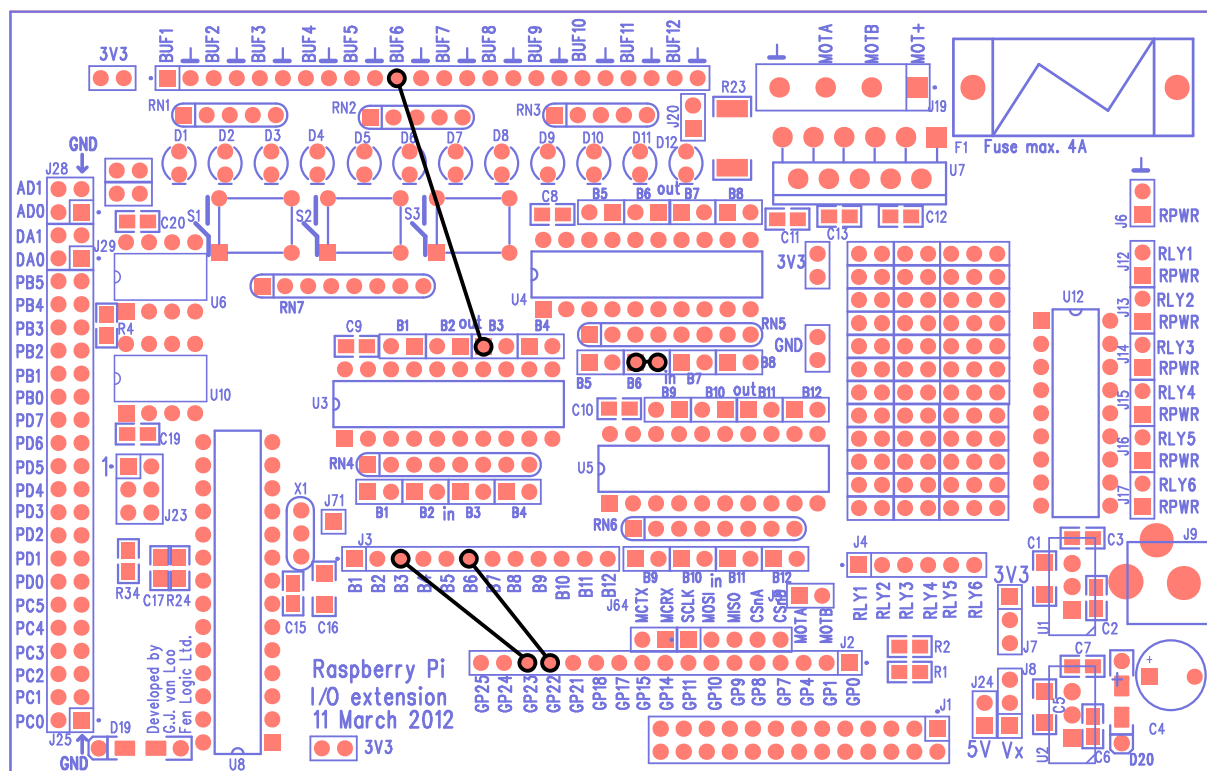 3V3
BUF1
BUF2
BUF3
BUF4
BUF5
BUF6
BUF7
BUF8
BUF9
BUF10
BUF11
BUF12
MOTA
MOTB
MOT+
J19
RN1
RN2
RN3
J20
R23
F1 Fuse max. 4A
U7
D1 D2 D3 D4 D5 D6 D7 D8 D9 D10 D11 D12
GND
J28
AD1
AD0
DA1
J29
DA0
PB5
PB4
PB3
PB2
PB1
PB0
PD7
PD6
PD5
PD4
PD3
PD2
PD1
PD0
PC5
PC4
PC3
PC2
PC1
PC0
J25
GND
C20
S1
S2
S3
U6
R4
U10
C19
RN7
C8
B5 B6 out B7 B8
C11
C13
C12
3V3
U4
RN5
GND
J6
RPWR
J12
RLY1
RPWR
J13
RLY2
RPWR
J14
RLY3
RPWR
J15
RLY4
RPWR
J16
RLY5
RPWR
J17
RLY6
RPWR
U12
C9
B1 B2 out B3 B4
U3
B5 B6 in B7 B8
C10
B9 B10 out B11 B12
U5
RN4
B1 B2 in B3 B4
RN6
1
J23
X1
J71
J3
B1
B2
B3
B4
B5
B6
B7
B8
B9
B10
B11
B12
B9 B10 in B11 B12
J4
RLY1
RLY2
RLY3
RLY4
RLY5
RLY6
C1
C3
J9
3V3
U1
C2
J7
R34
C17
R24
C15
C16
J64
MCTX
MCRX
SCLK
MOSI
MISO
CSnA
CSnB
MOTA
MOTB
J2
R2
R1
GP25
GP24
GP23
GP22
GP21
GP18
GP17
GP15
GP14
GP11
GP10
GP9
GP8
GP7
GP4
GP1
GP0
Raspberry Pi
I/O extension
11 March 2012
Developed by
G.J. van Loo
Fen Logic Ltd.
D19
U8
3V3
J1
J24
J8
C7
C5
U2
C6
5V Vx
+
+
C4
D20